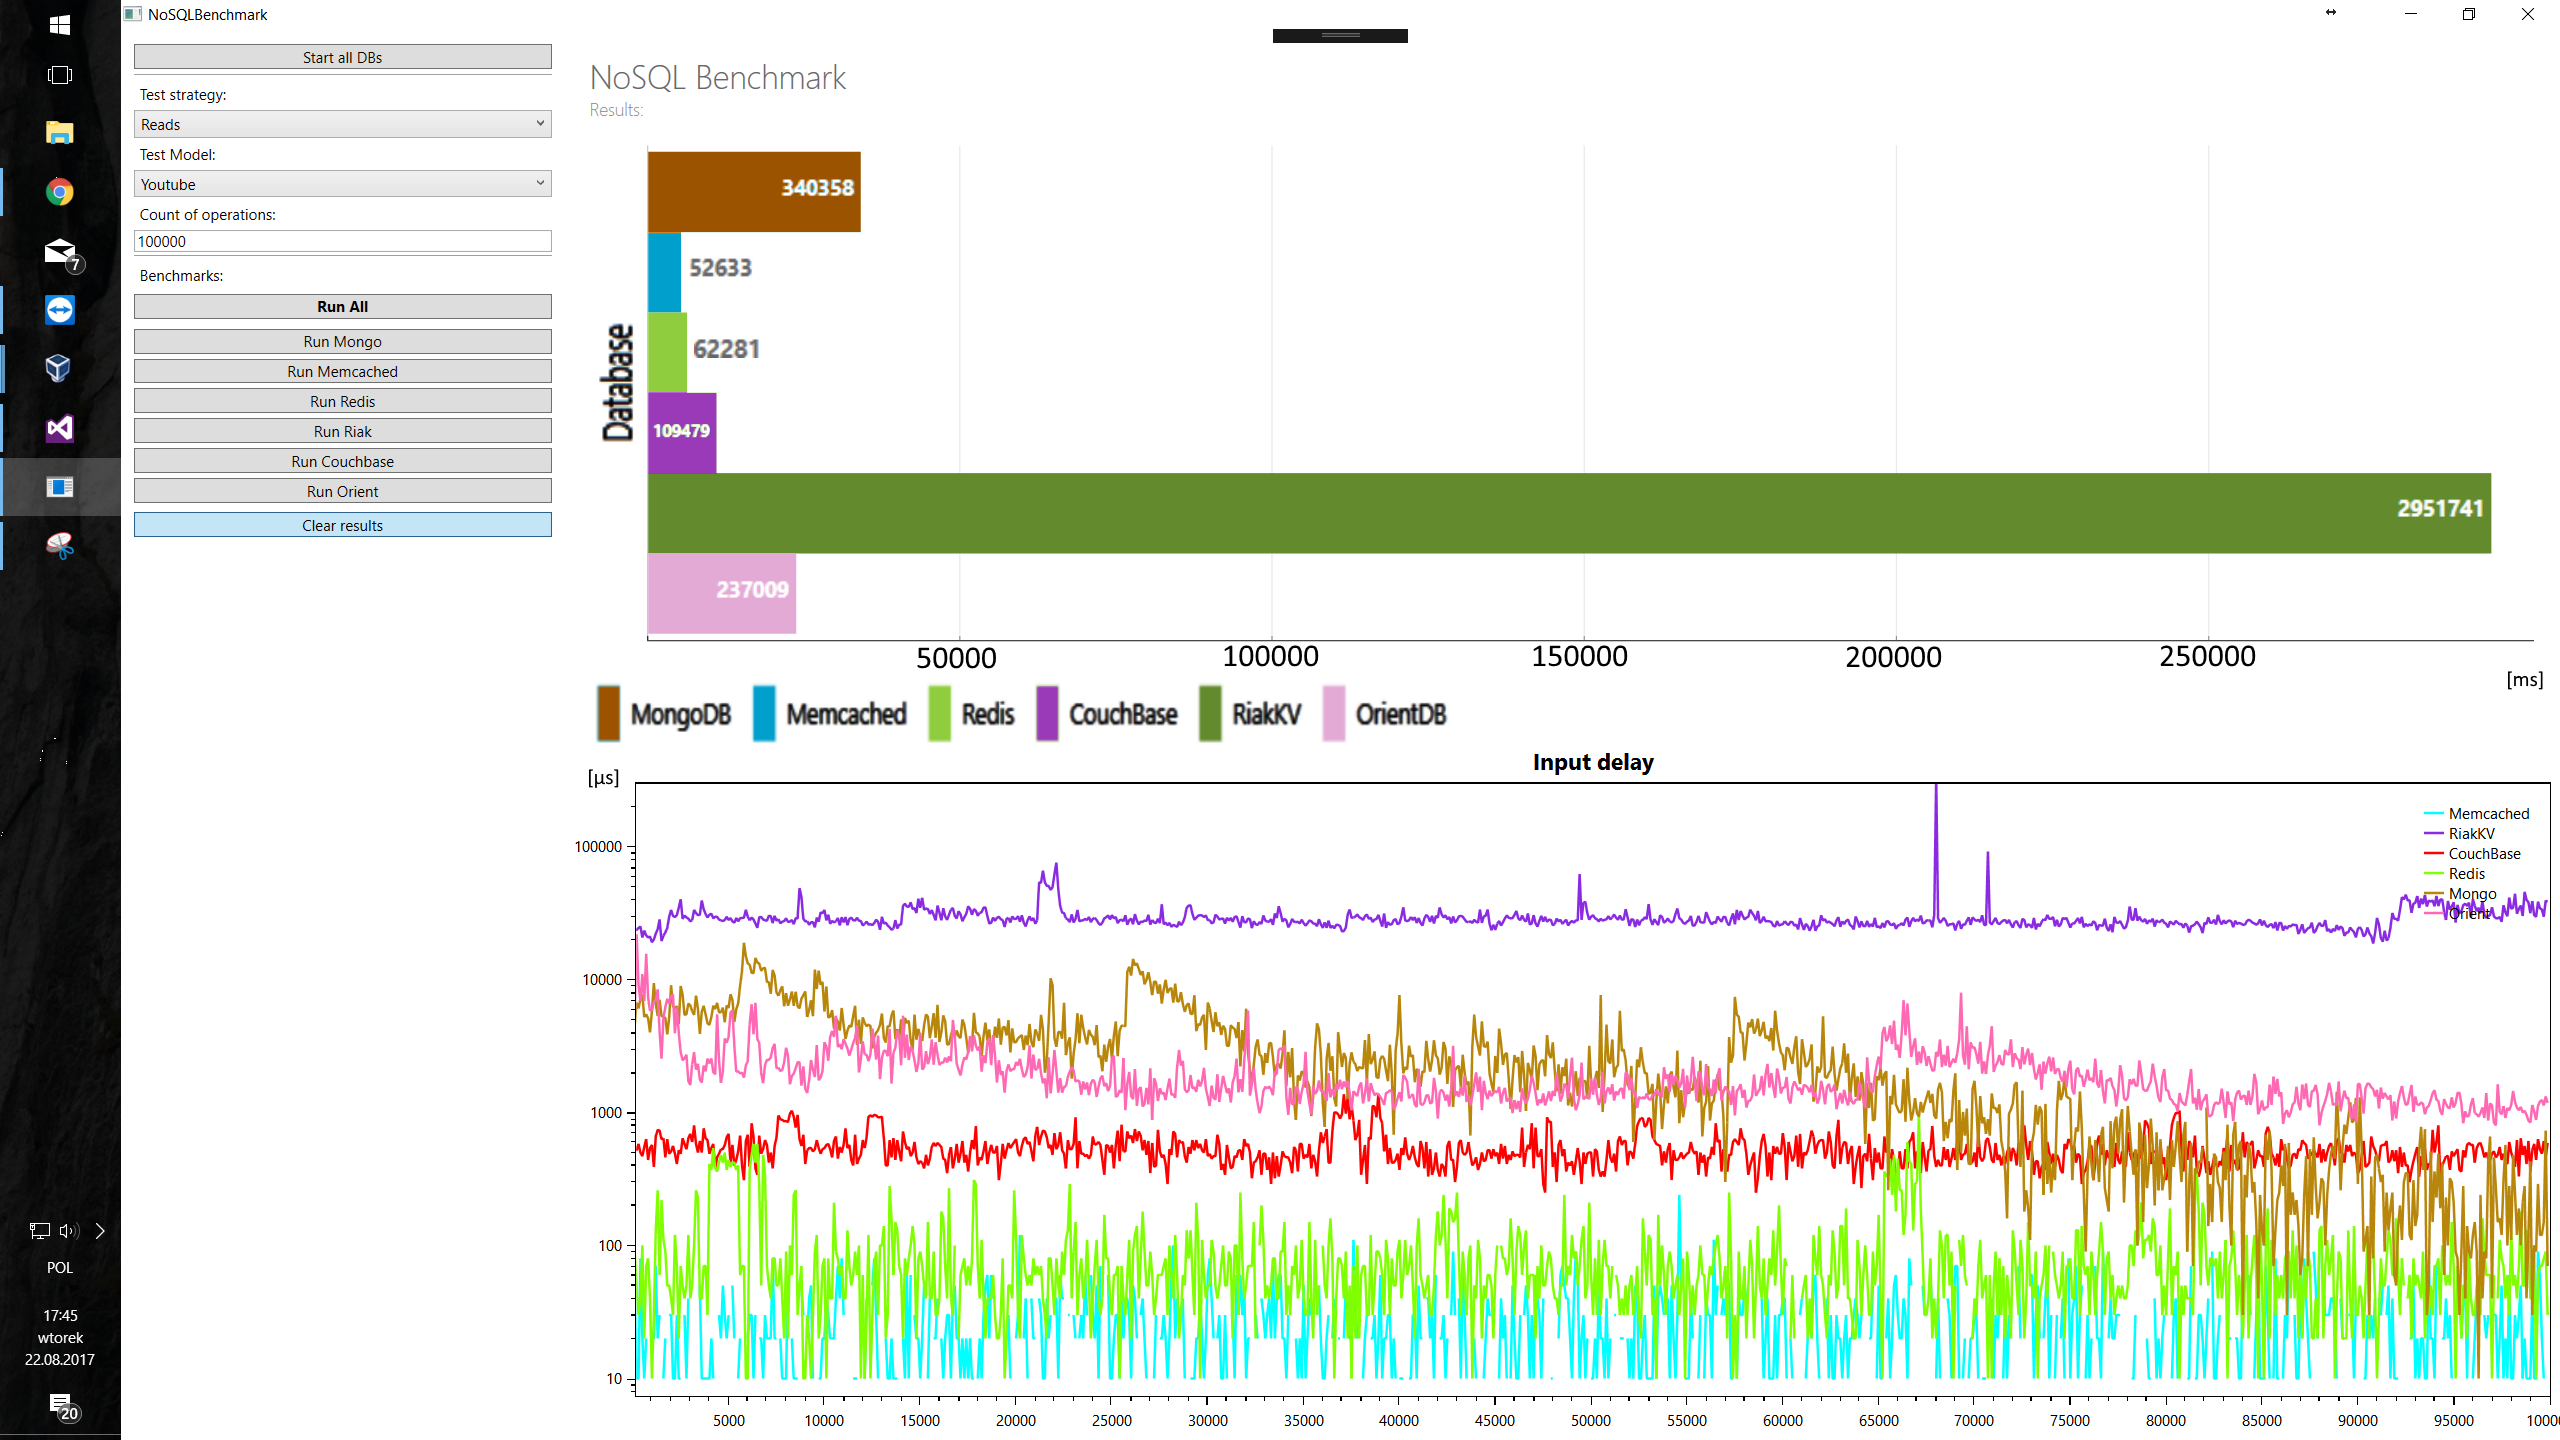 NoSQLBenchmark
Start all DBs
Test strategy:
Reads
Test Model:
Youtube
Count of operations:
100000
Benchmarks:
Run All
Run Mongo
Run Memcached
Run Redis
Run Riak
Run Couchbase
Run Orient
Clear results
7
POL
17:45
wtorek
22.08.2017
20
NoSQL Benchmark
Results:
Database
340358
52633
62281
109479
2951741
237009
50000 100000 150000 200000 250000
[ms]
MongoDB Memcached Redis CouchBase RiakKV OrientDB
Input delay
[µs]
Memcached
RiakKV
CouchBase
Redis
Mongo
Orient
100000
10000
1000
100
10
5000 10000 15000 20000 25000 30000 35000 40000 45000 50000 55000 60000 65000 70000 75000 80000 85000 90000 95000 10000